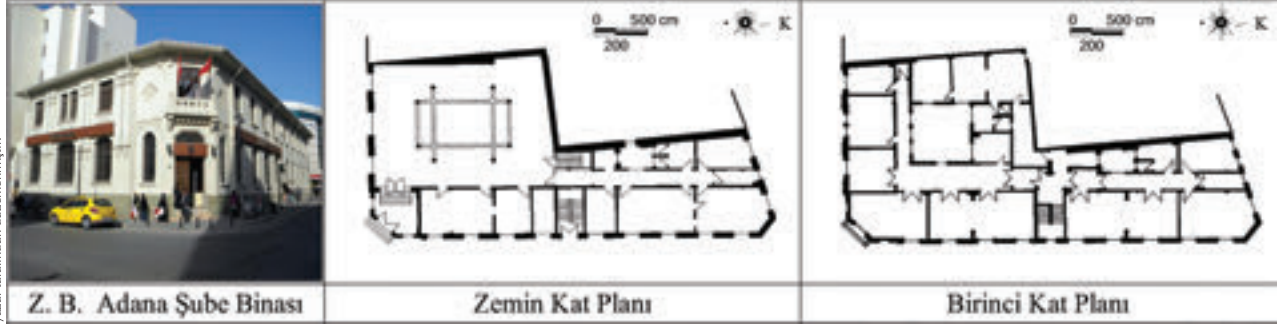 0 500 cm
200
K
0 500 cm
200
K
Z. B. Adana Şube Binası
Zemin Kat Planı
Birinci Kat Planı